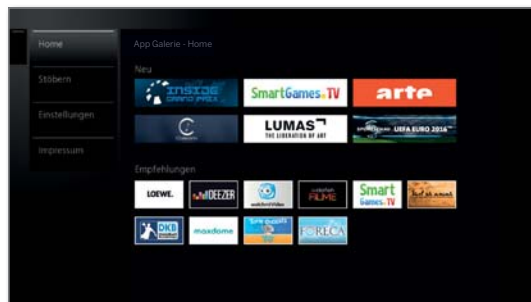 Home
Stöbern
Einstellungen
Impressum
App Galerie - Home
Neu
INSIDE
GRAND PRIX
SmartGames.TV
arte
LUMAS
THE LIBERATION OF ART
UEFA EURO 2016™
Empfehlungen
LOEWE.
DEEZER
FILME
Smart
Games.TV
DKB
maxdome
FORECA